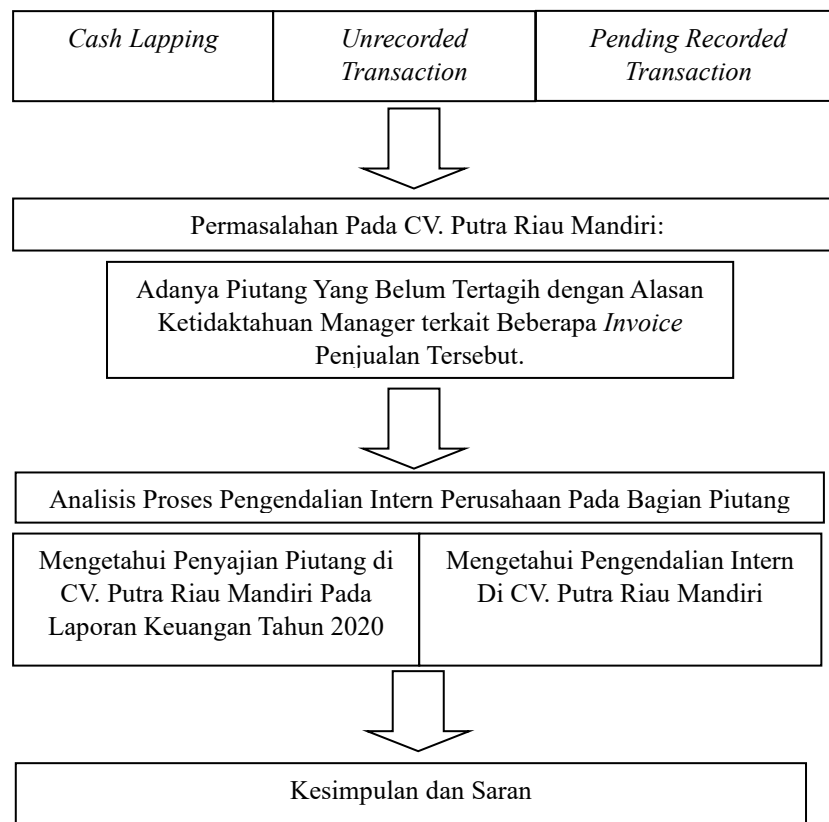 Cash Lapping
Unrecorded
Transaction
Pending Recorded
Transaction
Permasalahan Pada CV. Putra Riau Mandiri:
Adanya Piutang Yang Belum Tertagih dengan Alasan
Ketidaktahuan Manager terkait Beberapa Invoice
Penjualan Tersebut.
Analisis Proses Pengendalian Intern Perusahaan Pada Bagian Piutang
Mengetahui Penyajian Piutang di
CV. Putra Riau Mandiri Pada
Laporan Keuangan Tahun 2020
Mengetahui Pengendalian Intern
Di CV. Putra Riau Mandiri
Kesimpulan dan Saran